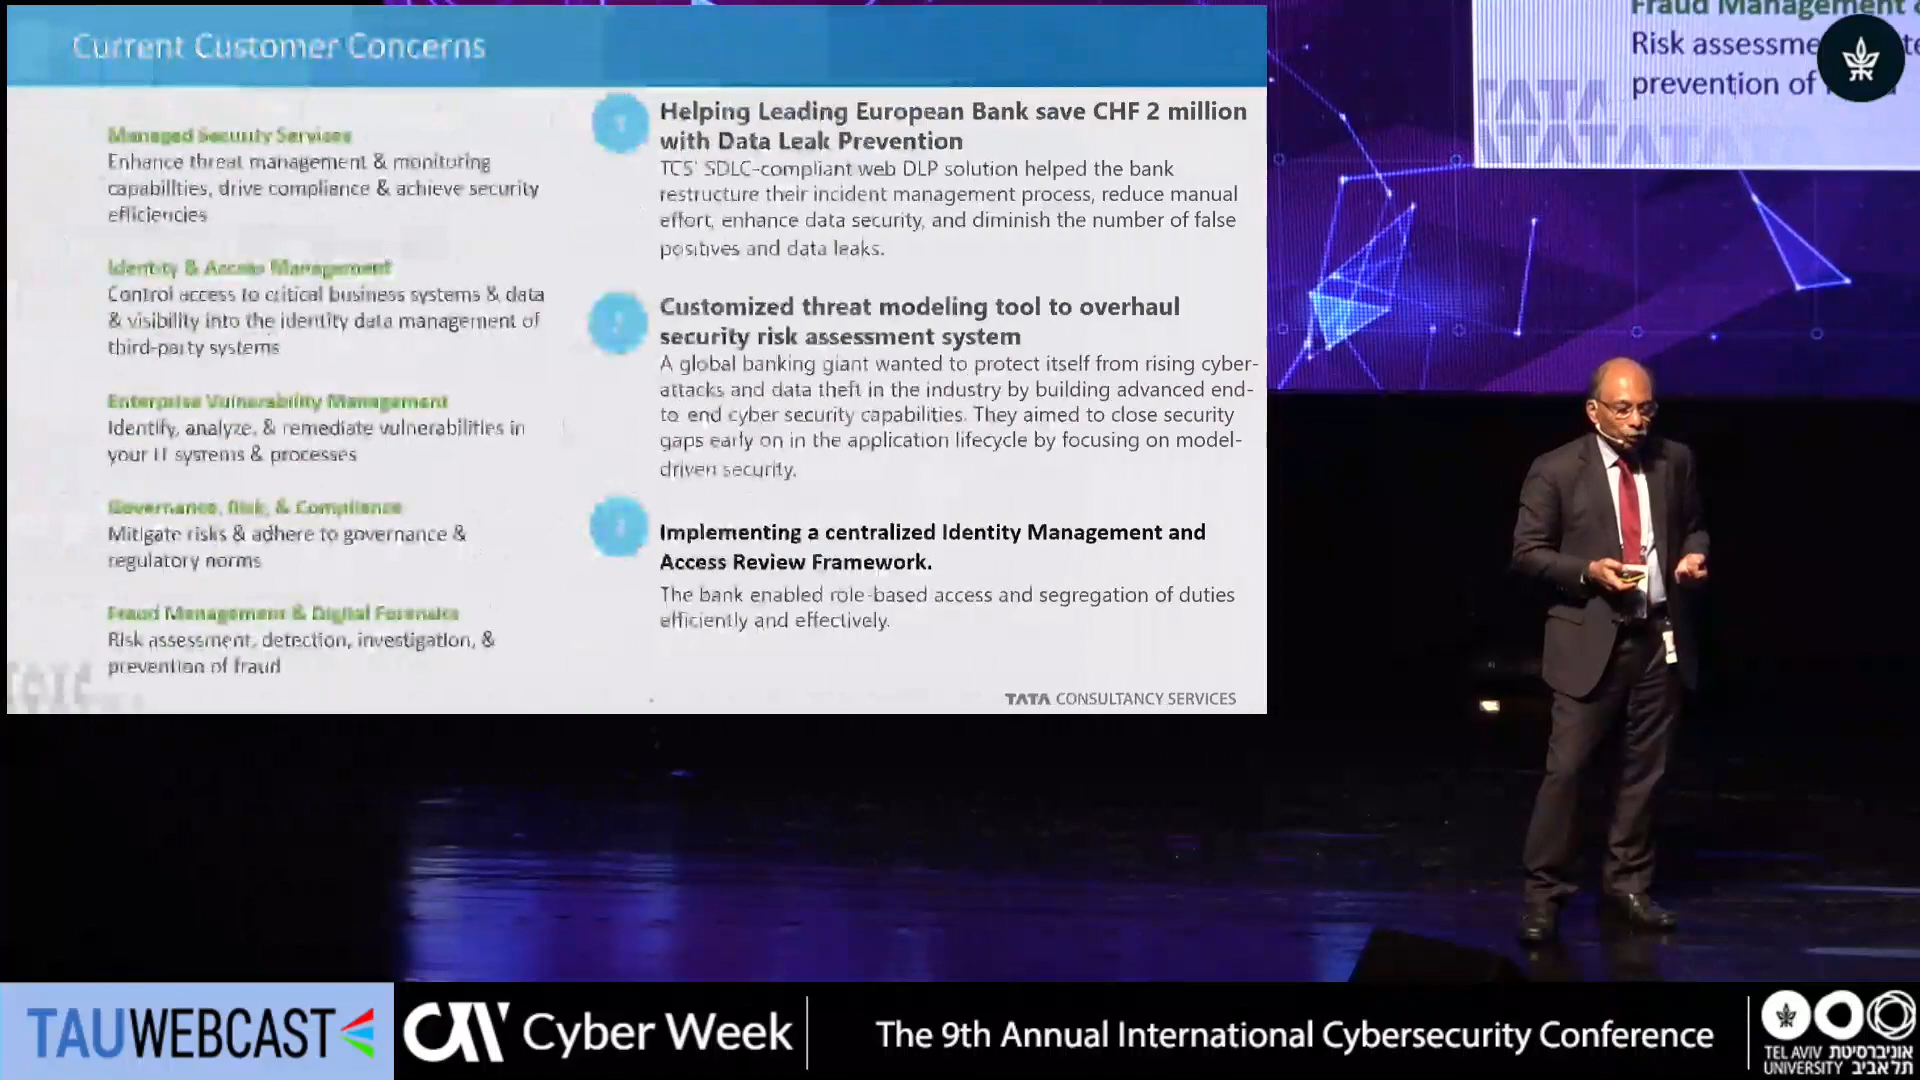 Current Customer Concerns
Managed Security Services
Enhance threat management & monitoring
capabilities, drive compliance & achieve security
efficiencies
Identity & Access Management
Control access to critical business systems & data
& visibility into the identity data management of
third-party systems
Enterprise Vulnerability Management
Identify, analyze, & remediate vulnerabilities in
your IT systems & processes
Governance, Risk, & Compliance
Mitigate risks & adhere to governance &
regulatory norms
Fraud Management & Digital Forensics
Risk assessment, detection, investigation, &
prevention of fraud
1
Helping Leading European Bank save CHF 2 million
with Data Leak Prevention
TCS' SDLC-compliant web DLP solution helped the bank
restructure their incident management process, reduce manual
effort, enhance data security, and diminish the number of false
positives and data leaks.
2
Customized threat modeling tool to overhaul
security risk assessment system
A global banking giant wanted to protect itself from rising cyber-
attacks and data theft in the industry by building advanced end-
to end cyber security capabilities. They aimed to close security
gaps early on in the application lifecycle by focusing on model-
driven security.
3
Implementing a centralized Identity Management and
Access Review Framework.
The bank enabled role-based access and segregation of duties
efficiently and effectively.
TATA CONSULTANCY SERVICES
Fraud Management
Risk assessme
prevention of
TATA
TATATATA
TAUWEBCAST
Cyber Week
The 9th Annual International Cybersecurity Conference
TEL AVIV אוניברסיטת
UNIVERSITY תל אביב